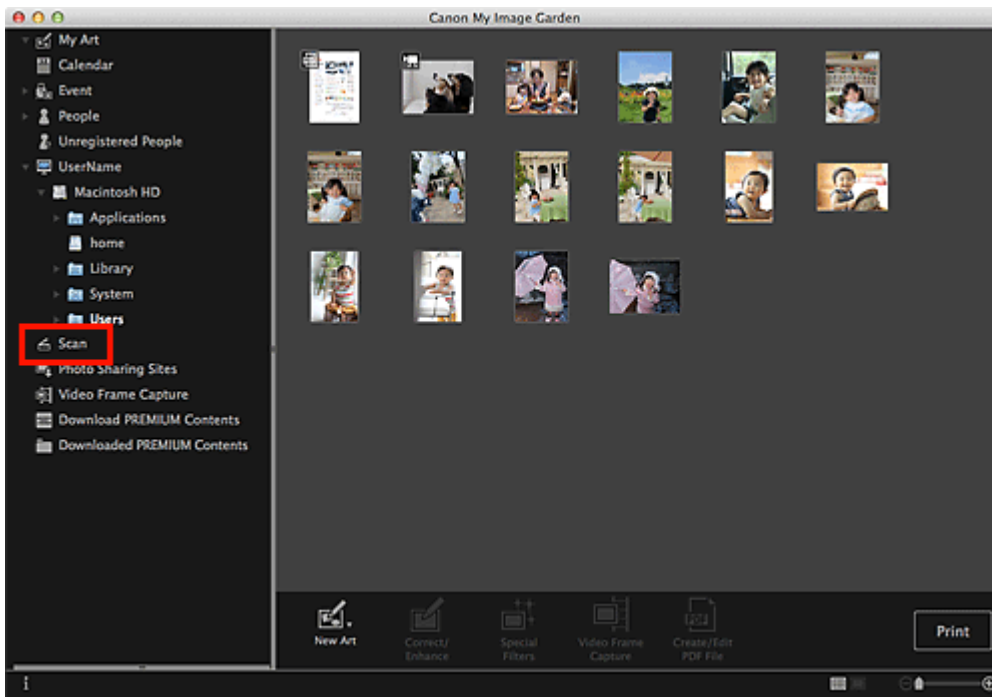 Canon My Image Garden
My Art
Calendar
Event
People
Unregistered People
UserName
Macintosh HD
Applications
home
Library
System
Users
Scan
Photo Sharing Sites
Video Frame Capture
Download PREMIUM Contents
Downloaded PREMIUM Contents
New Art
Correct/
Enhance
Special
Filters
Video Frame
Capture
Create/Edit
PDF File
Print